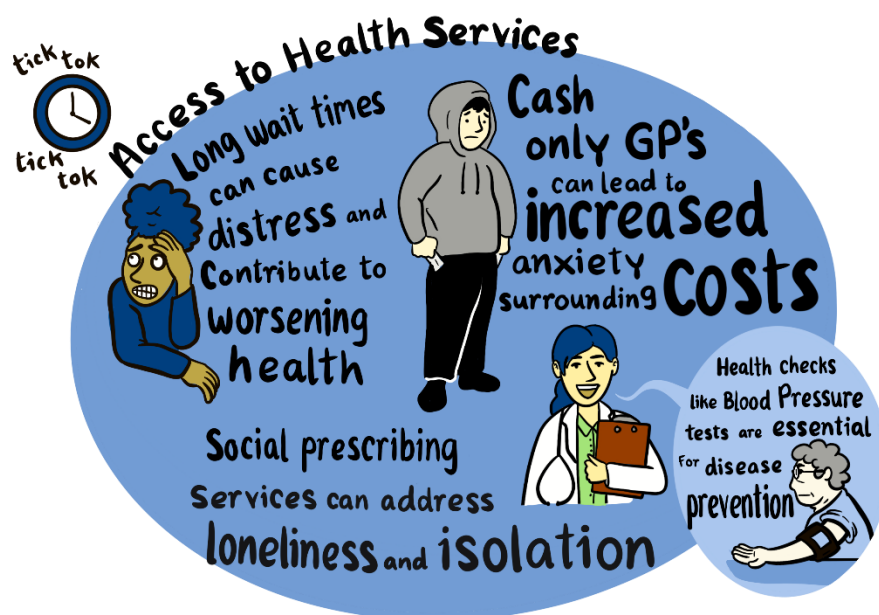 Access to Health Services
tick tok
tick
tok
Long wait times
can cause
distress and
Contribute to
worsening
health
Cash
only GP's
can lead to
increased
anxiety
surrounding costs
Social prescribing
Services can address
loneliness and isolation
Health checks
like Blood Pressure
tests are essential
For disease
prevention